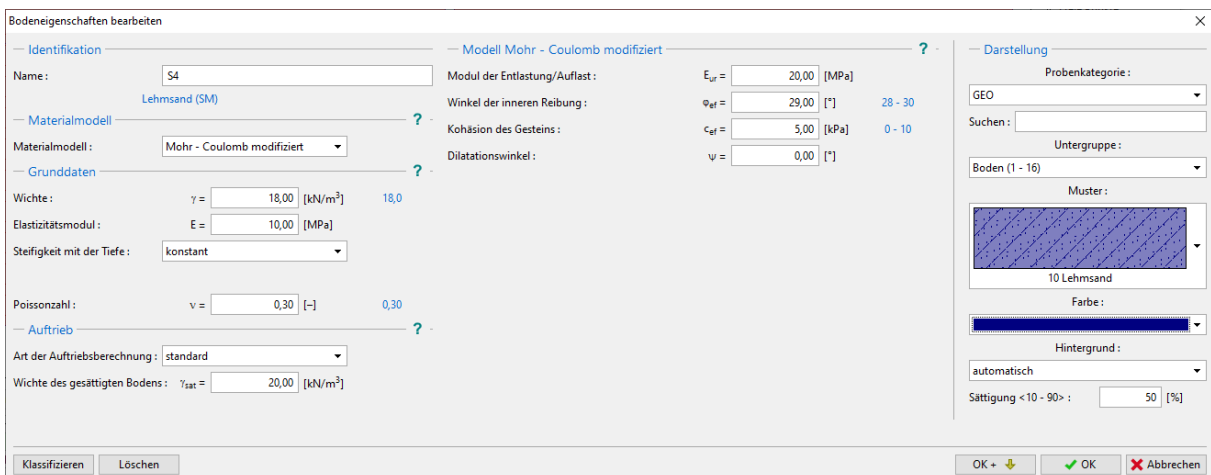 Bodeneigenschaften bearbeiten
Identifikation
Name : S4
Lehmsand (SM)
Materialmodell ?
Materialmodell : Mohr - Coulomb modifiziert
Grunddaten ?
Wichte : γ = 18,00 [kN/m³] 18,0
Elastizitätsmodul : E = 10,00 [MPa]
Steifigkeit mit der Tiefe : konstant
Poissonzahl : ν = 0,30 [–] 0,30
Auftrieb ?
Art der Auftriebsberechnung : standard
Wichte des gesättigten Bodens : γsat = 20,00 [kN/m³]
Modell Mohr - Coulomb modifiziert ?
Modul der Entlastung/Auflast : Eur = 20,00 [MPa]
Winkel der inneren Reibung : φef = 29,00 [°] 28 - 30
Kohäsion des Gesteins : cef = 5,00 [kPa] 0 - 10
Dilatationswinkel : ψ = 0,00 [°]
Darstellung
Probenkategorie :
GEO
Suchen :
Untergruppe :
Boden (1 - 16)
Muster :
10 Lehmsand
Farbe :
Hintergrund :
automatisch
Sättigung <10 - 90> : 50 [%]
Klassifizieren Löschen OK + OK Abbrechen